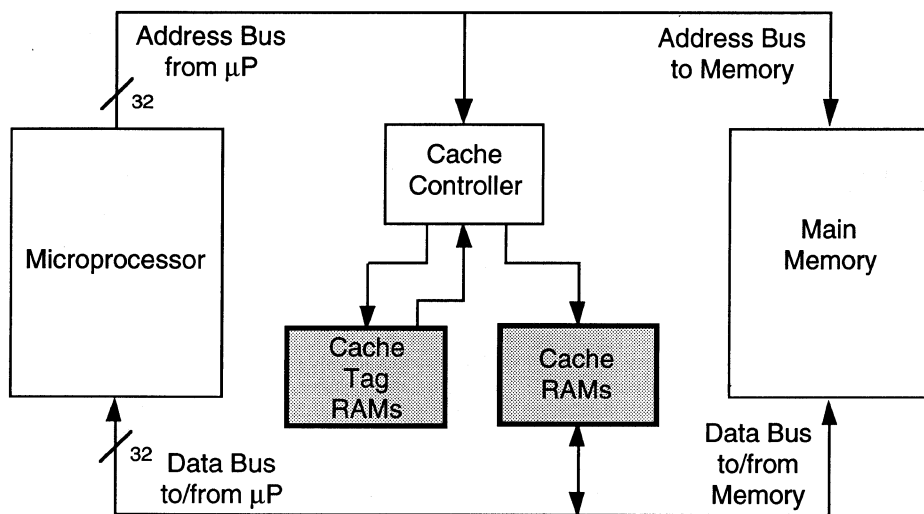 Address Bus
from µP
32
Address Bus
to Memory
Cache
Controller
Microprocessor
Main
Memory
Cache
Tag
RAMs
Cache
RAMs
32
Data Bus
to/from µP
Data Bus
to/from
Memory